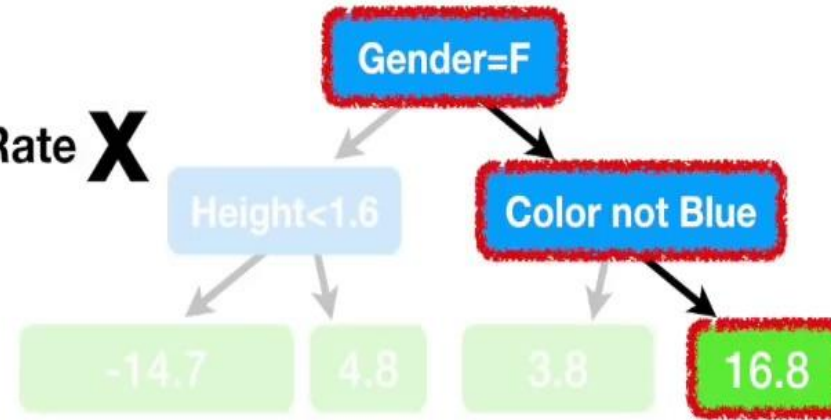 Gender=F
Rate X
Height<1.6
Color not Blue
-14.7
4.8
3.8
16.8